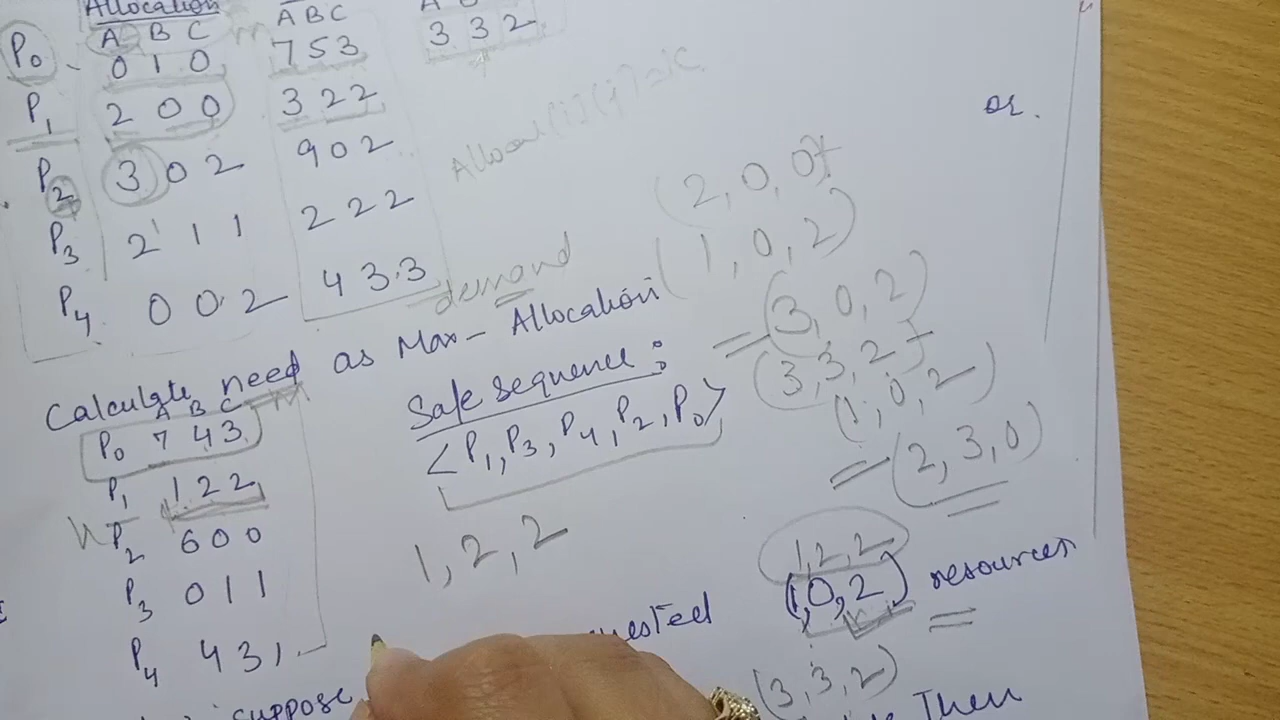 Allocation
A B C
A B C
P0 0 1 0
7 5 3
3 3 2
P1 2 0 0
3 2 2
P2 3 0 2
9 0 2
P3 2 1 1
2 2 2
P4 0 0 2
4 3 3
or.
(2, 0, 0)+
(1, 0, 2)
(3, 0, 2)
(3, 3, 2)
(1, 0, 2)
(2, 3, 0)
demand
Calculate need as Max - Allocation
A B C
P0 7 4 3
P1 1 2 2
P2 6 0 0
P3 0 1 1
P4 4 3 1
Safe sequence :
<P1, P3, P4, P2, P0>
1, 2, 2
1, 2, 2
(1, 0, 2) resources
(3, 3, 2)
suppose
Then